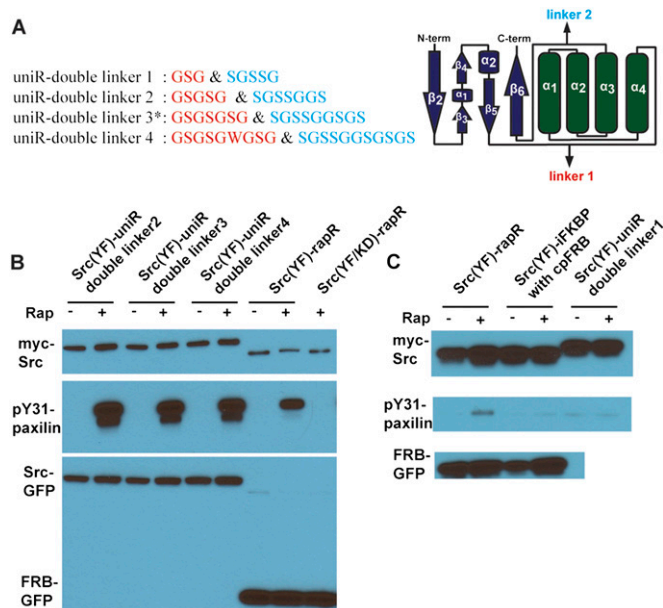 A
uniR-double linker 1 : GSG & SGSSG
uniR-double linker 2 : GSGSG & SGSSGGS
uniR-double linker 3*: GSGSGSG & SGSSGGSGS
uniR-double linker 4 : GSGSGWGSG & SGSSGGSGSGS
linker 2
N-term
C-term
β2
β4
α1
β3
α2
β5
β6
α1
α2
α3
α4
linker 1
B
Src(YF)-uniR double linker2
Src(YF)-uniR double linker3
Src(YF)-uniR double linker4
Src(YF)-rapR
Src(YF/KD)-rapR
Rap - + - + - + - + +
myc-Src
pY31-paxilin
Src-GFP
FRB-GFP
C
Src(YF)-rapR
Src(YF)-iFKBP with cpFRB
Src(YF)-uniR double linker1
Rap - + - + - +
myc-Src
pY31-paxilin
FRB-GFP